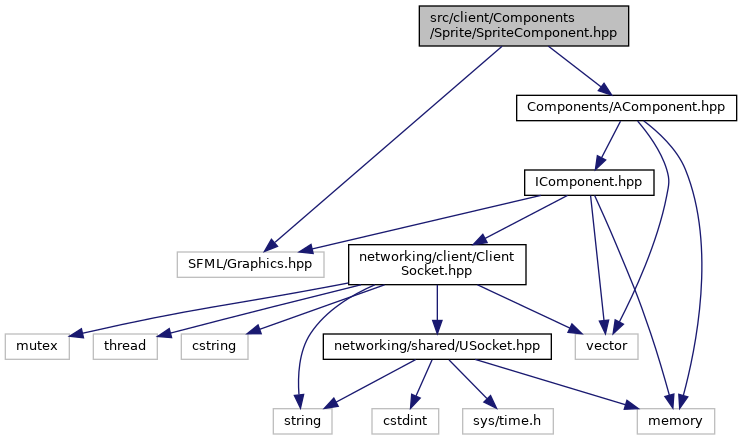 src/client/Components
/Sprite/SpriteComponent.hpp
Components/AComponent.hpp
IComponent.hpp
SFML/Graphics.hpp
networking/client/Client
Socket.hpp
mutex
thread
cstring
networking/shared/USocket.hpp
vector
string
cstdint
sys/time.h
memory